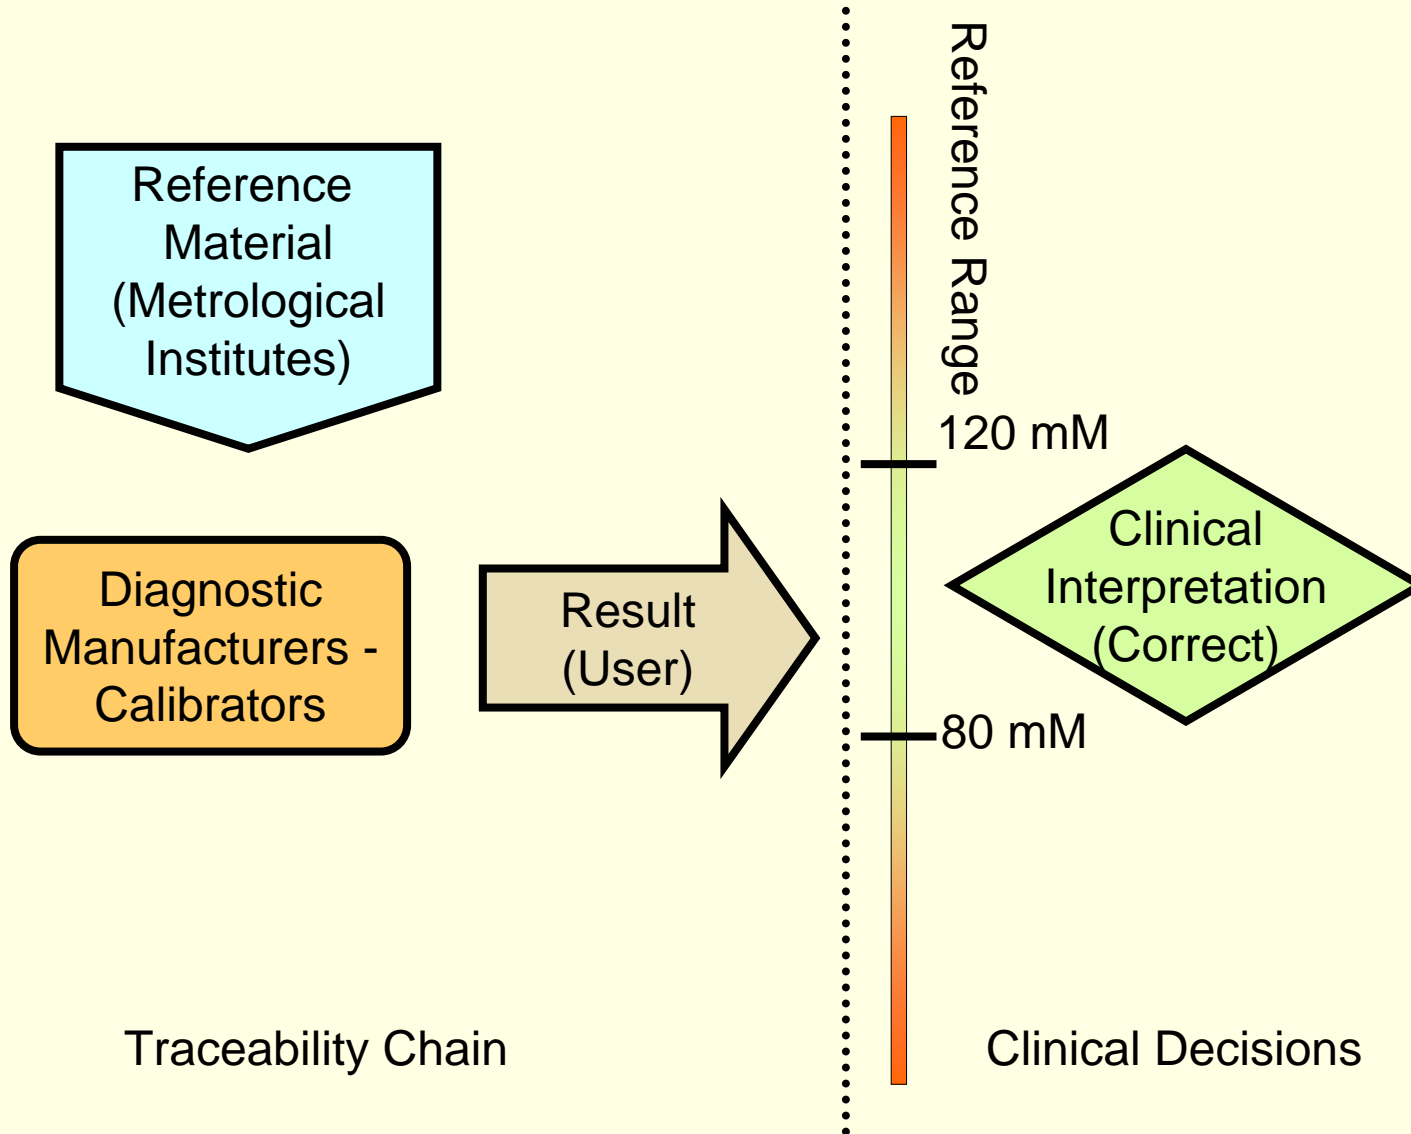 Reference
Material
(Metrological
Institutes)
Diagnostic
Manufacturers -
Calibrators
Result
(User)
Reference Range
120 mM
80 mM
Clinical
Interpretation
(Correct)
Traceability Chain
Clinical Decisions